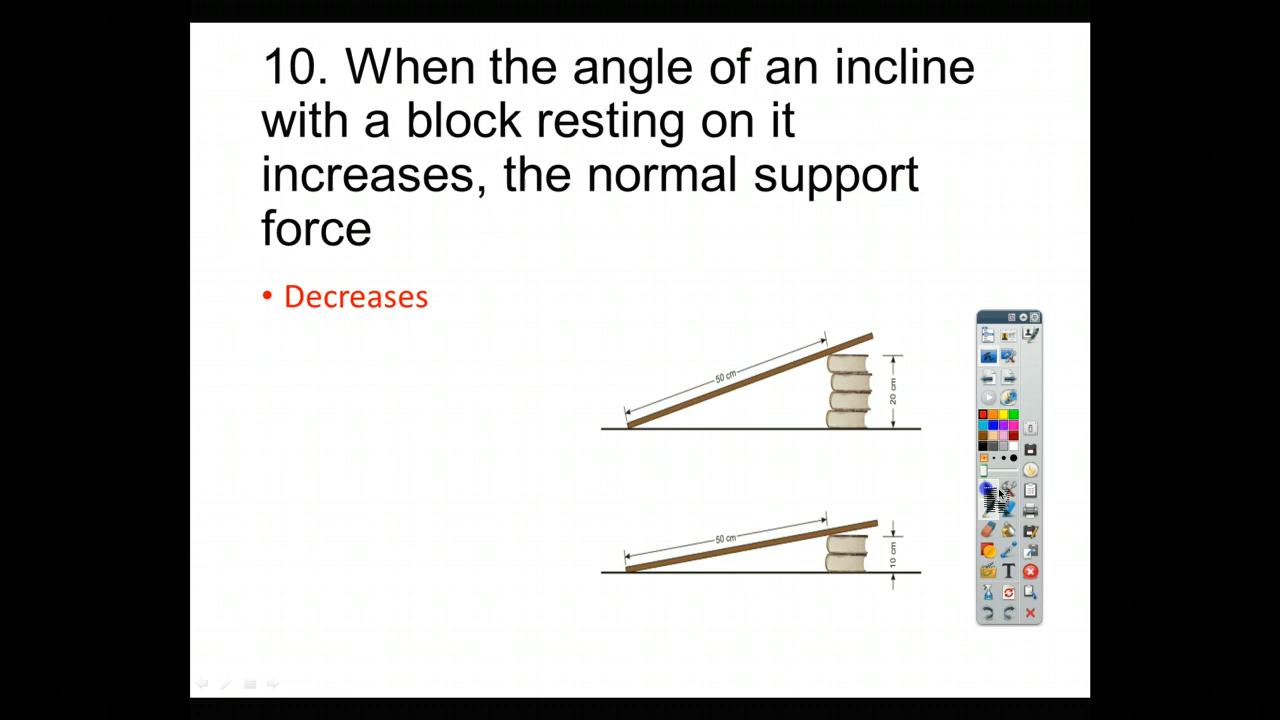 10. When the angle of an incline
with a block resting on it
increases, the normal support
force
• Decreases
50 cm
20 cm
50 cm
10 cm
T